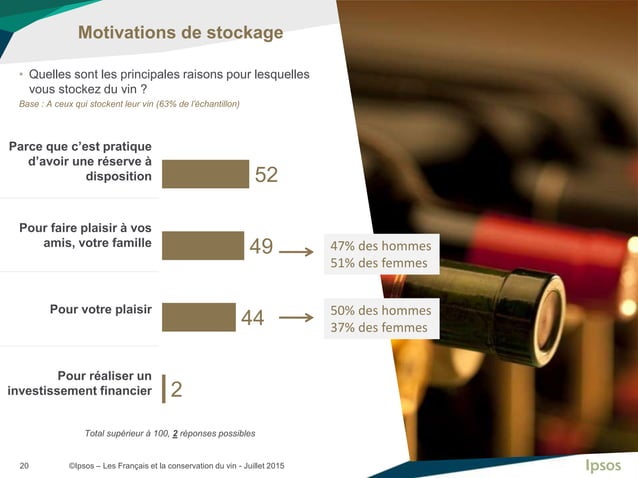 Motivations de stockage
• Quelles sont les principales raisons pour lesquelles
vous stockez du vin ?
Base : A ceux qui stockent leur vin (63% de l'échantillon)
Parce que c'est pratique
d'avoir une réserve à
disposition
52
Pour faire plaisir à vos
amis, votre famille
49
47% des hommes
51% des femmes
Pour votre plaisir
44
50% des hommes
37% des femmes
Pour réaliser un
investissement financier
2
Total supérieur à 100, 2 réponses possibles
20 ©Ipsos – Les Français et la conservation du vin - Juillet 2015
Ipsos